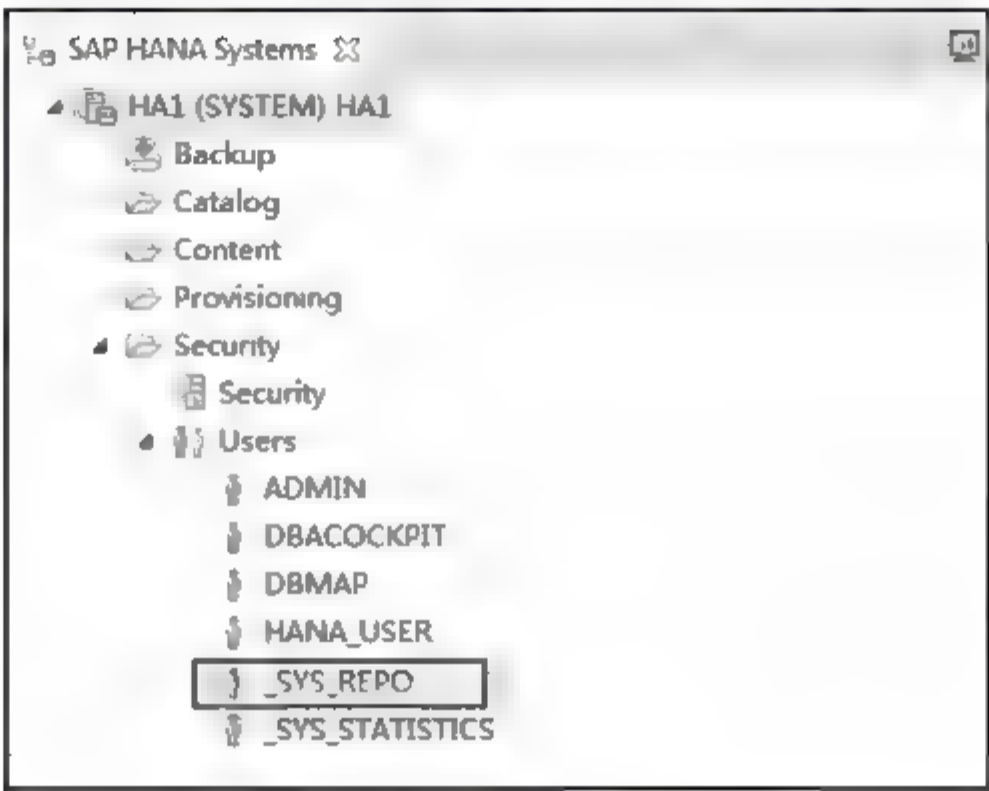 SAP HANA Systems
HA1 (SYSTEM) HA1
Backup
Catalog
Content
Provisioning
Security
Security
Users
ADMIN
DBACOCKPIT
DBMAP
HANA_USER
_SYS_REPO
_SYS_STATISTICS